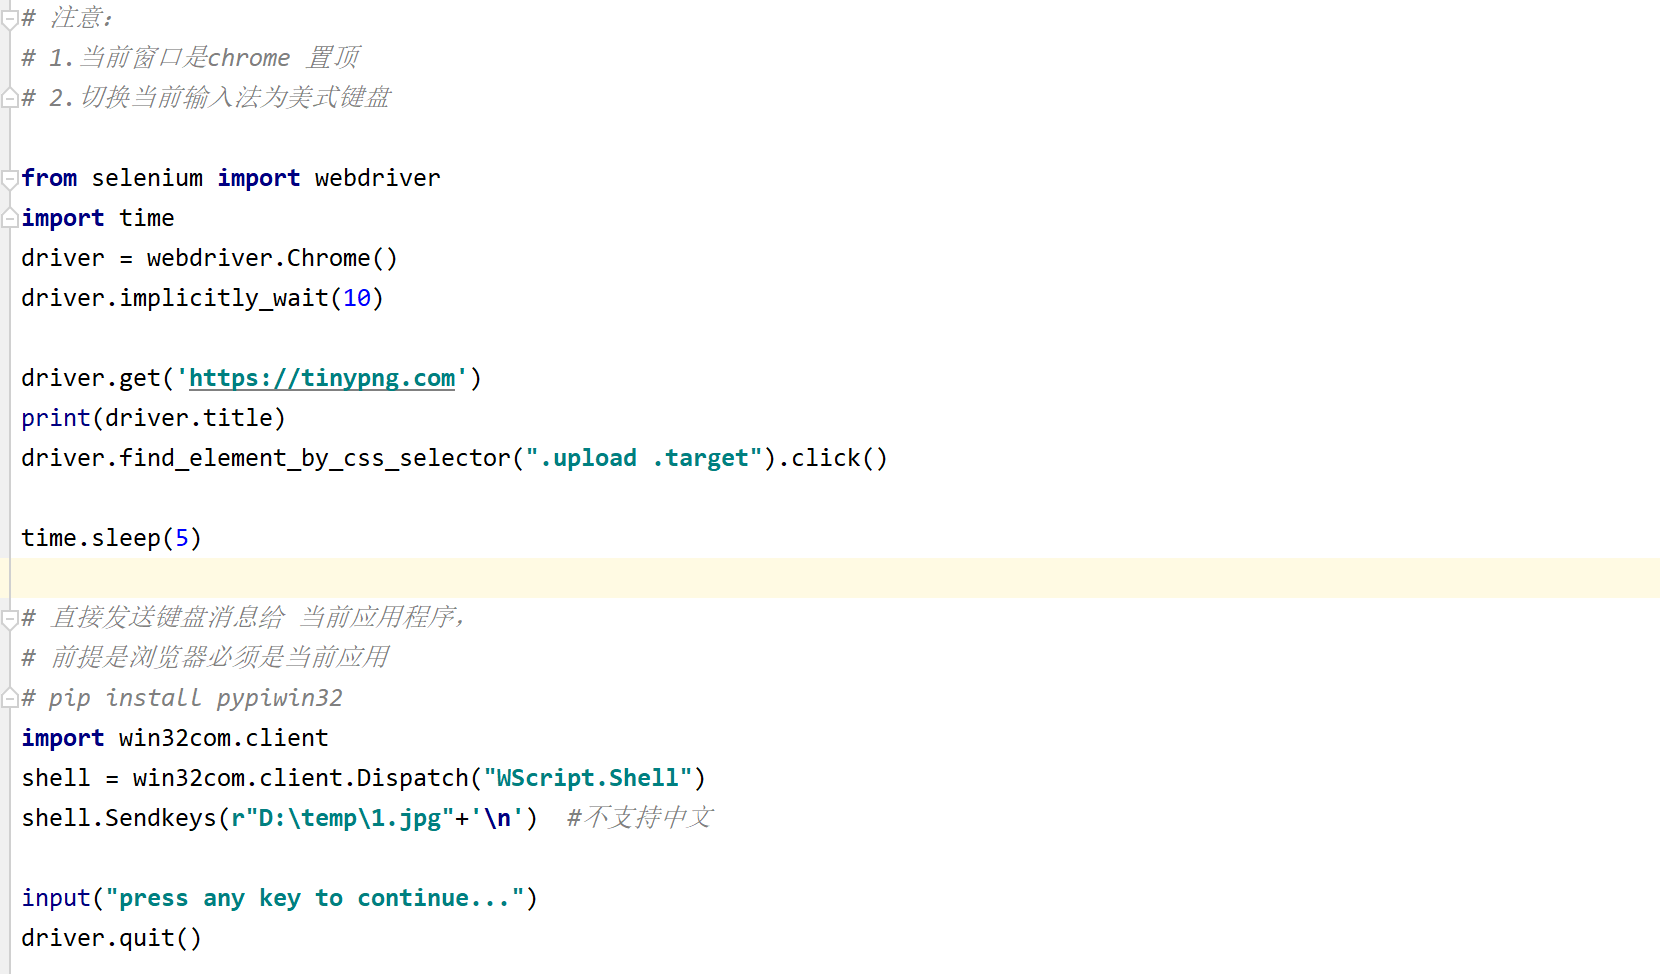 # 注意：
# 1.当前窗口是chrome 置顶
# 2.切换当前输入法为美式键盘
from selenium import webdriver
import time
driver = webdriver.Chrome()
driver.implicitly_wait(10)
driver.get('https://tinypng.com')
print(driver.title)
driver.find_element_by_css_selector(".upload .target").click()
time.sleep(5)
# 直接发送键盘消息给 当前应用程序，
# 前提是浏览器必须是当前应用
# pip install pypiwin32
import win32com.client
shell = win32com.client.Dispatch("WScript.Shell")
shell.Sendkeys(r"D:\temp\1.jpg"+'\n')  #不支持中文
input("press any key to continue...")
driver.quit()